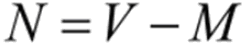 N = V − M